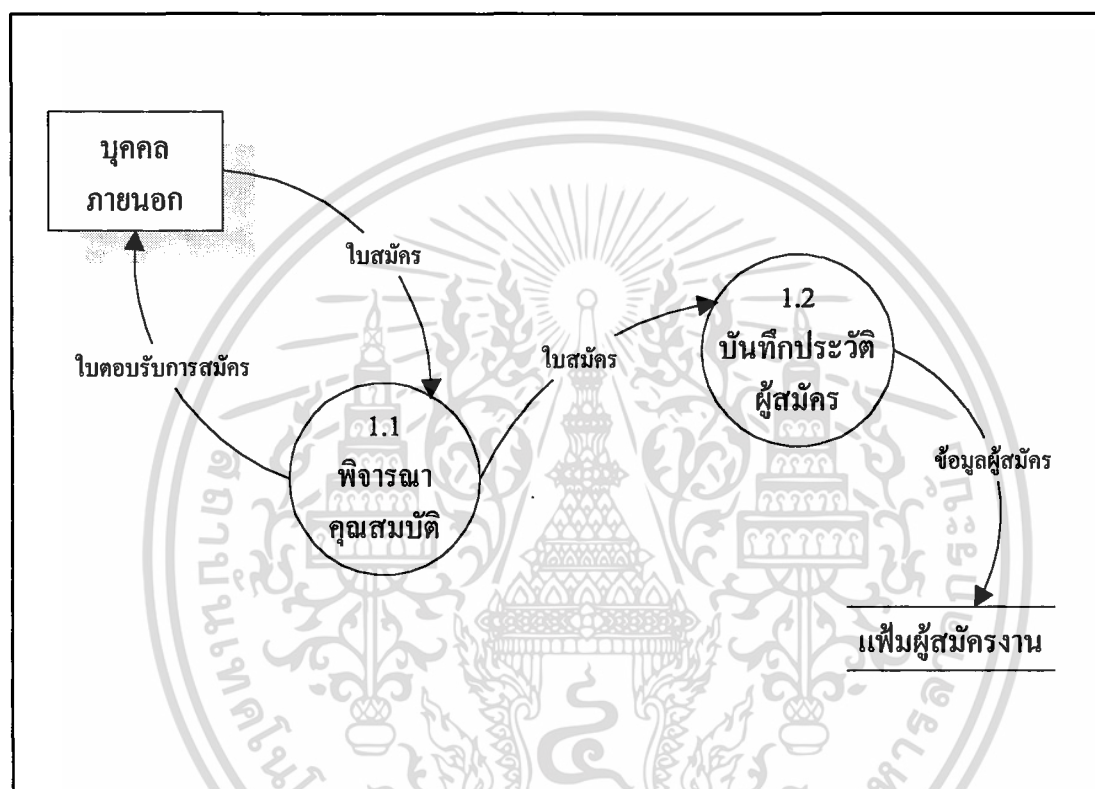 บุคคล
ภายนอก
ใบสมัคร
ใบตอบรับการสมัคร
1.1
พิจารณา
คุณสมบัติ
ใบสมัคร
1.2
บันทึกประวัติ
ผู้สมัคร
ข้อมูลผู้สมัคร
แฟ้มผู้สมัครงาน